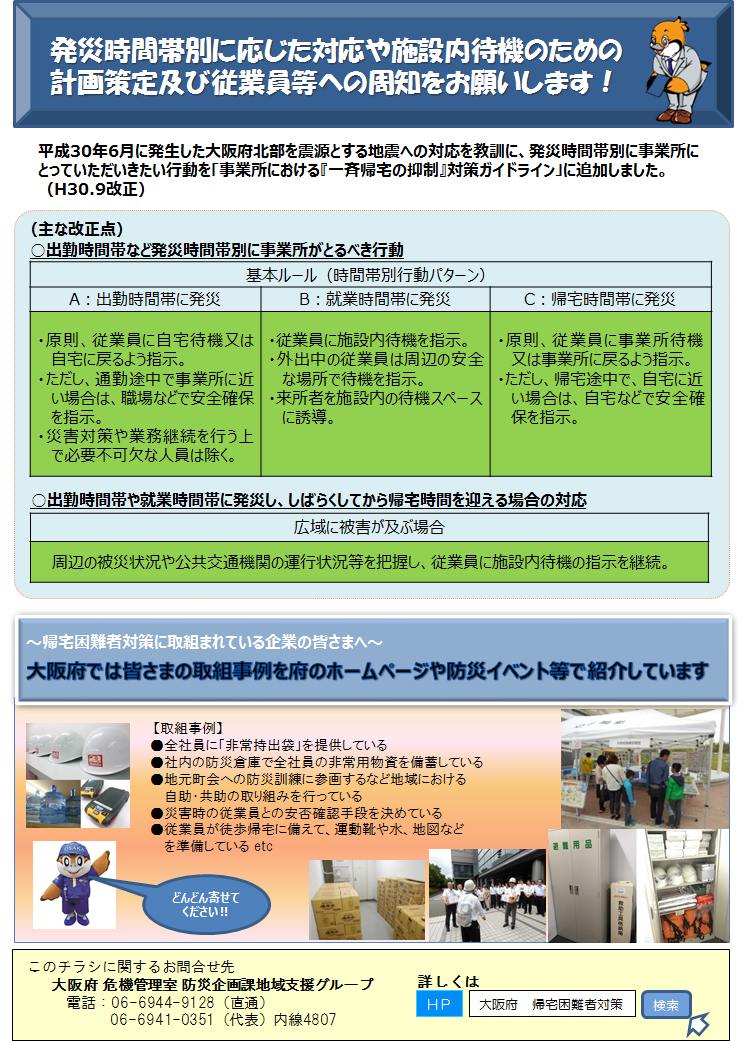 発災時間帯別に応じた対応や施設内待機のための
計画策定及び従業員等への周知をお願いします！
平成30年6月に発生した大阪府北部を震源とする地震への対応を教訓に、発災時間帯別に事業所に
とっていただいきたい行動を「事業所における『一斉帰宅の抑制』対策ガイドライン」に追加しました。
（H30.9改正）
（主な改正点）
○出勤時間帯など発災時間帯別に事業所がとるべき行動
基本ルール（時間帯別行動パターン）
A：出勤時間帯に発災
B：就業時間帯に発災
C：帰宅時間帯に発災
・原則、従業員に自宅待機又は
自宅に戻るよう指示。
・ただし、通勤途中で事業所に近
い場合は、職場などで安全確保
を指示。
・災害対策や業務継続を行う上
で必要不可欠な人員は除く。
・従業員に施設内待機を指示。
・外出中の従業員は周辺の安全
な場所で待機を指示。
・来所者を施設内の待機スペース
に誘導。
・原則、従業員に事業所待機
又は事業所に戻るよう指示。
・ただし、帰宅途中で、自宅に近
い場合は、自宅などで安全確
保を指示。
○出勤時間帯や就業時間帯に発災し、しばらくしてから帰宅時間を迎える場合の対応
広域に被害が及ぶ場合
周辺の被災状況や公共交通機関の運行状況等を把握し、従業員に施設内待機の指示を継続。
～帰宅困難者対策に取組まれている企業の皆さまへ～
大阪府では皆さまの取組事例を府のホームページや防災イベント等で紹介しています
【取組事例】
●全社員に「非常持出袋」を提供している
●社内の防災倉庫で全社員の非常用物資を備蓄している
●地元町会への防災訓練に参画するなど地域における
自助・共助の取り組みを行っている
●災害時の従業員との安否確認手段を決めている
●従業員が徒歩帰宅に備えて、運動靴や水、地図など
を準備している etc
OSAKA
どんどん寄せて
ください!!
避難用品
救助工具格納箱
このチラシに関するお問合せ先
大阪府 危機管理室 防災企画課地域支援グループ
電話：06-6944-9128（直通）
06-6941-0351（代表）内線4807
詳しくは
HP
大阪府　帰宅困難者対策
検索